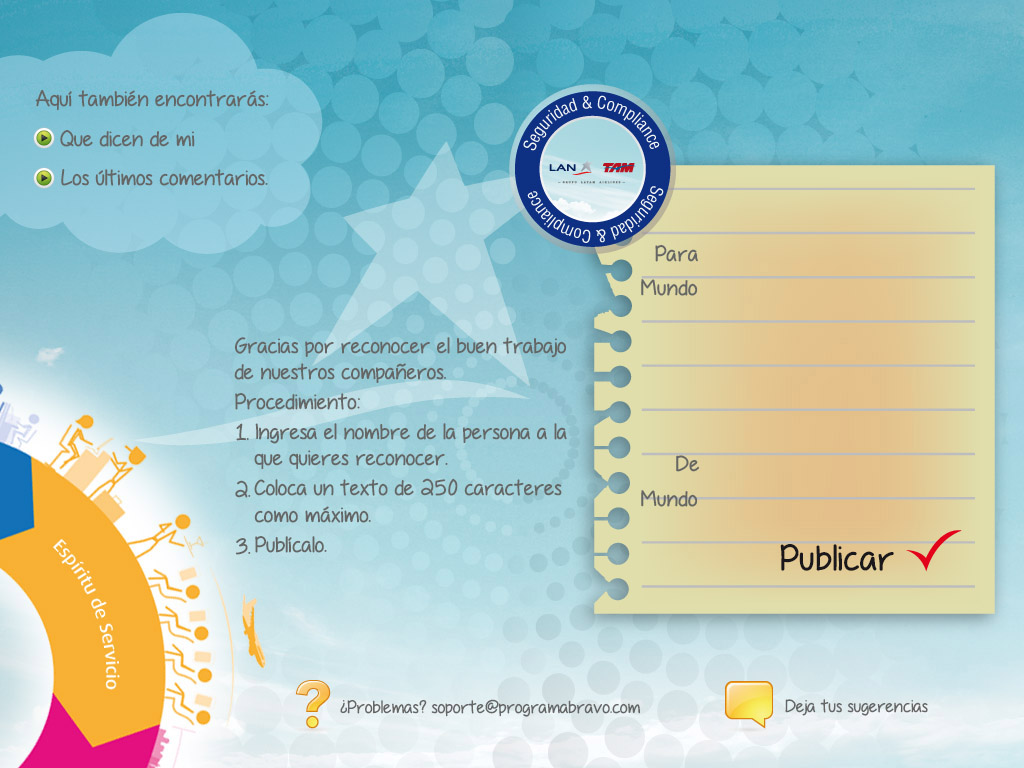 Aquí también encontrarás:
Que dicen de mi
Los últimos comentarios.
Seguridad & Compliance
LAN TAM
Seguridad & Compliance
Para
Mundo
Gracias por reconocer el buen trabajo
de nuestros compañeros.
Procedimiento:
1. Ingresa el nombre de la persona a la
que quieres reconocer.
2. Coloca un texto de 250 caracteres
como máximo.
3. Publícalo.
De
Mundo
Publicar
Espíritu de Servicio
¿Problemas? soporte@programabravo.com
Deja tus sugerencias